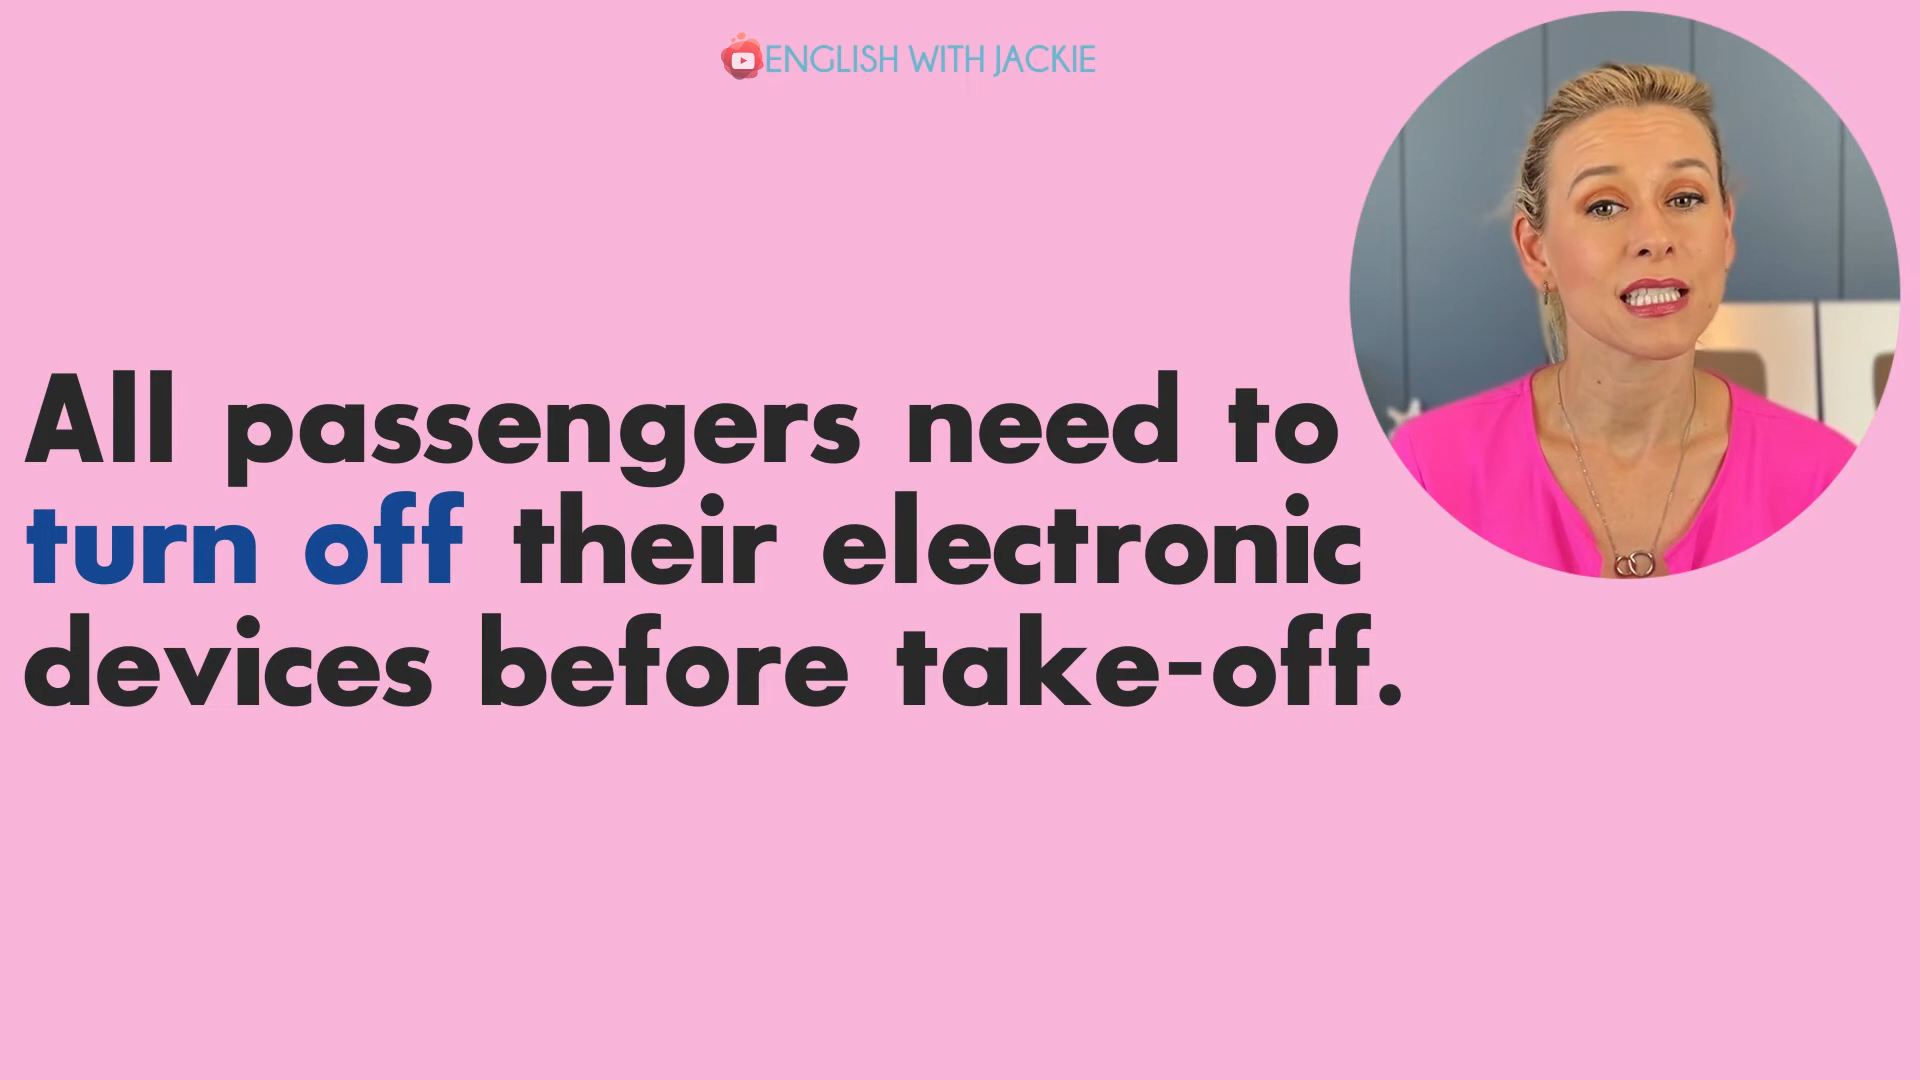 ENGLISH WITH JACKIE
All passengers need to
turn off their electronic
devices before take-off.